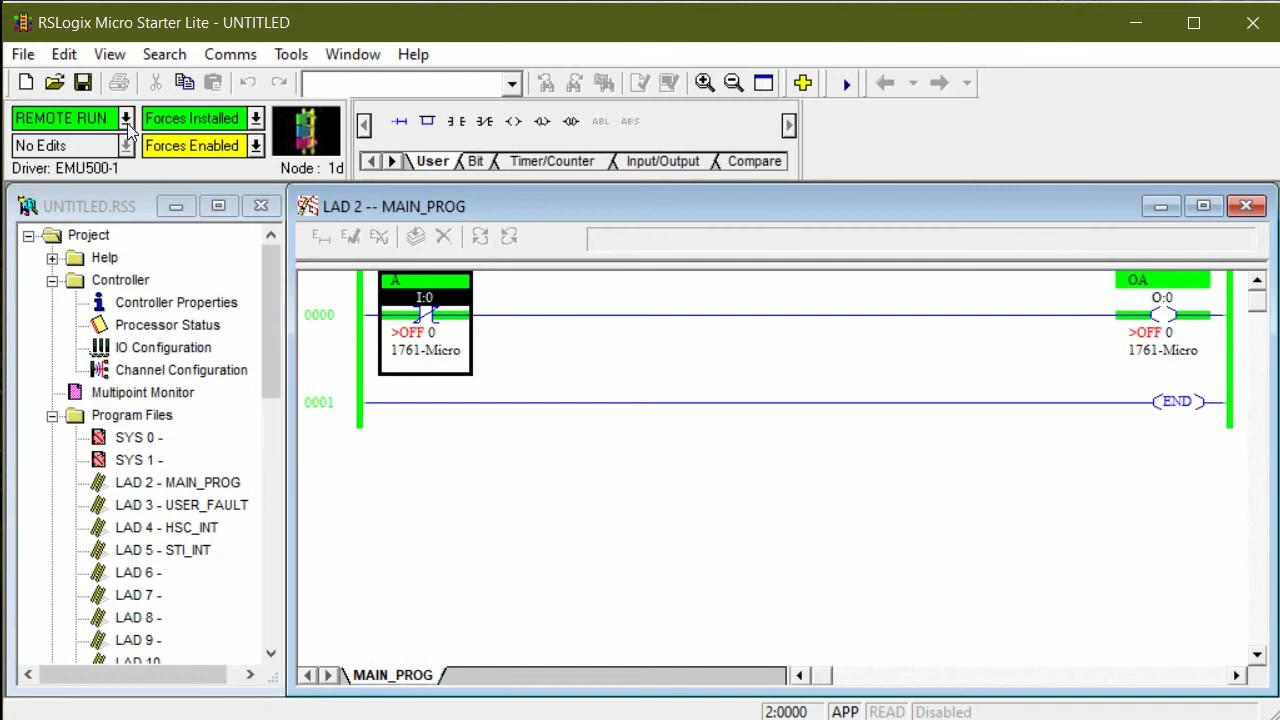 RSLogix Micro Starter Lite - UNTITLED
File Edit View Search Comms Tools Window Help
REMOTE RUN Forces Installed
No Edits Forces Enabled
Driver: EMU500-1 Node : 1d
ABL ABS
User Bit Timer/Counter Input/Output Compare
UNTITLED.RSS
Project
Help
Controller
Controller Properties
Processor Status
IO Configuration
Channel Configuration
Multipoint Monitor
Program Files
SYS 0 -
SYS 1 -
LAD 2 - MAIN_PROG
LAD 3 - USER_FAULT
LAD 4 - HSC_INT
LAD 5 - STI_INT
LAD 6 -
LAD 7 -
LAD 8 -
LAD 9 -
LAD 10
LAD 2 -- MAIN_PROG
A OA
I:0 O:0
0000
>OFF 0 >OFF 0
1761-Micro 1761-Micro
0001 END
MAIN_PROG
2:0000 APP READ Disabled